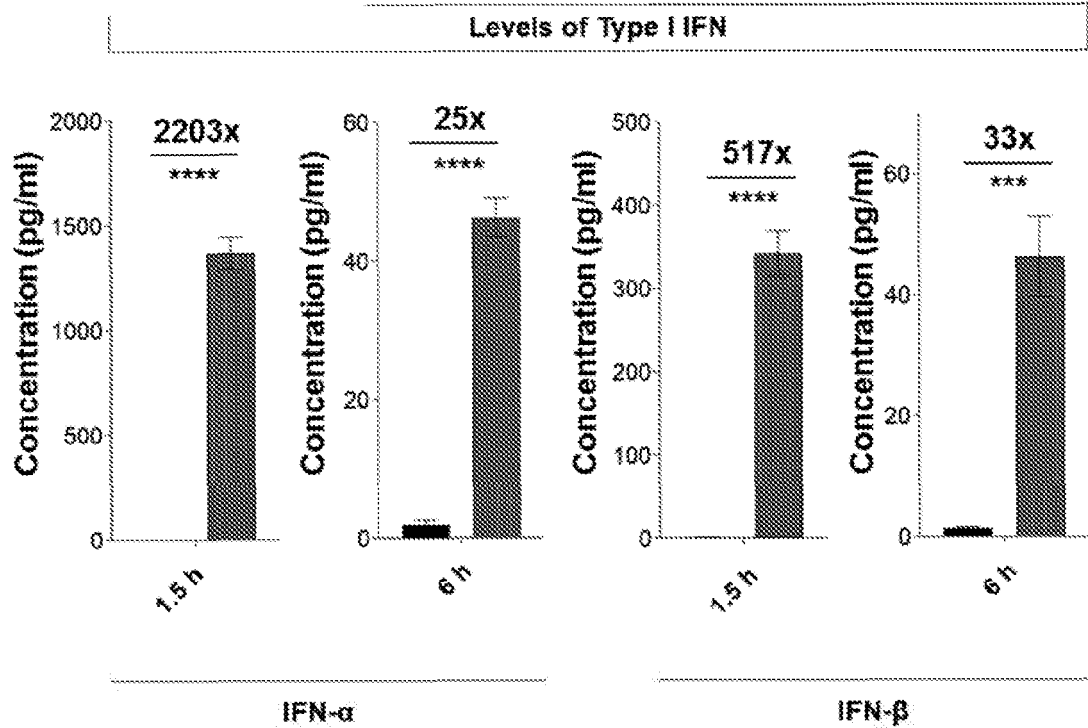 Levels of Type I IFN
Concentration (pg/ml)
2000
1500
1000
500
0
2203x
****
1.5 h
Concentration (pg/ml)
60
40
20
0
25x
****
6 h
IFN-α
Concentration (pg/ml)
500
400
300
200
100
0
517x
****
1.5 h
Concentration (pg/ml)
60
40
20
0
33x
***
6 h
IFN-β